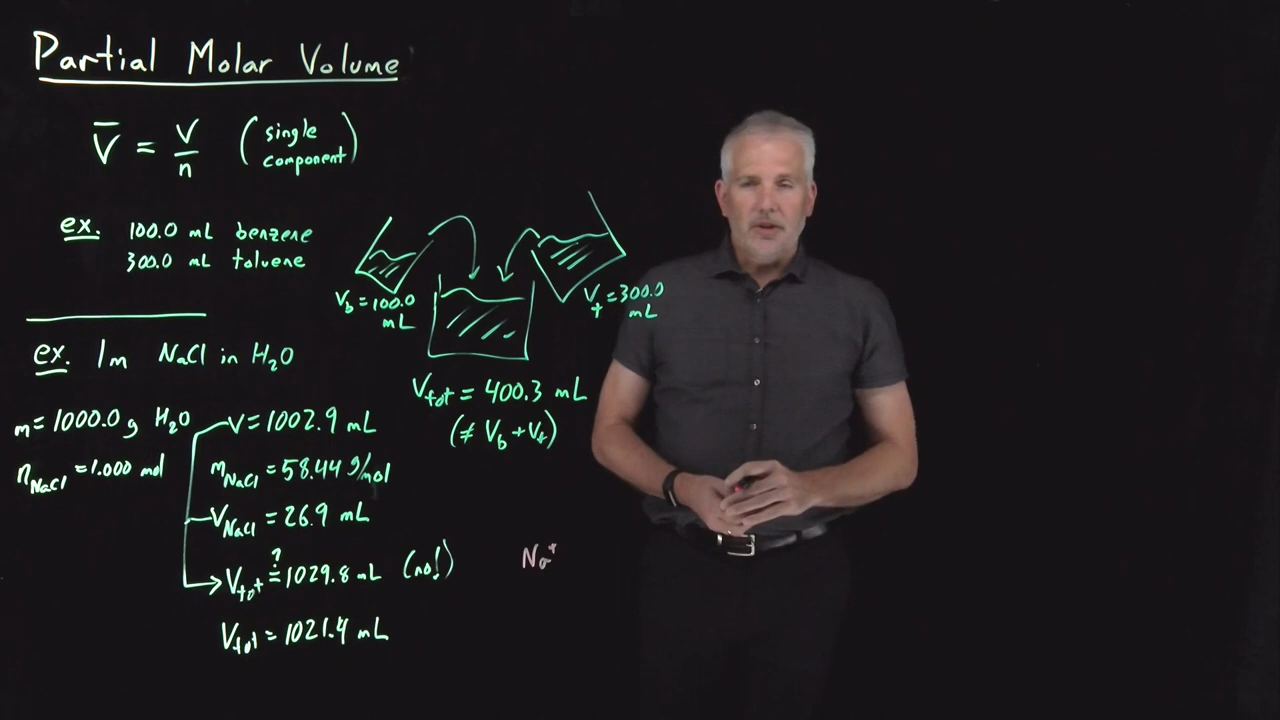 Partial Molar Volume
V̄ = V/n (single component)
ex. 100.0 mL benzene
300.0 mL toluene
V_b = 100.0 mL
V_t = 300.0 mL
V_tot = 400.3 mL
(≠ V_b + V_t)
ex. 1m NaCl in H₂O
m = 1000.0 g H₂O
V = 1002.9 mL
n_NaCl = 1.000 mol
m_NaCl = 58.44 g/mol
V_NaCl = 26.9 mL
V_tot ≟ 1029.8 mL (no!)
Na⁺
V_tot = 1021.4 mL